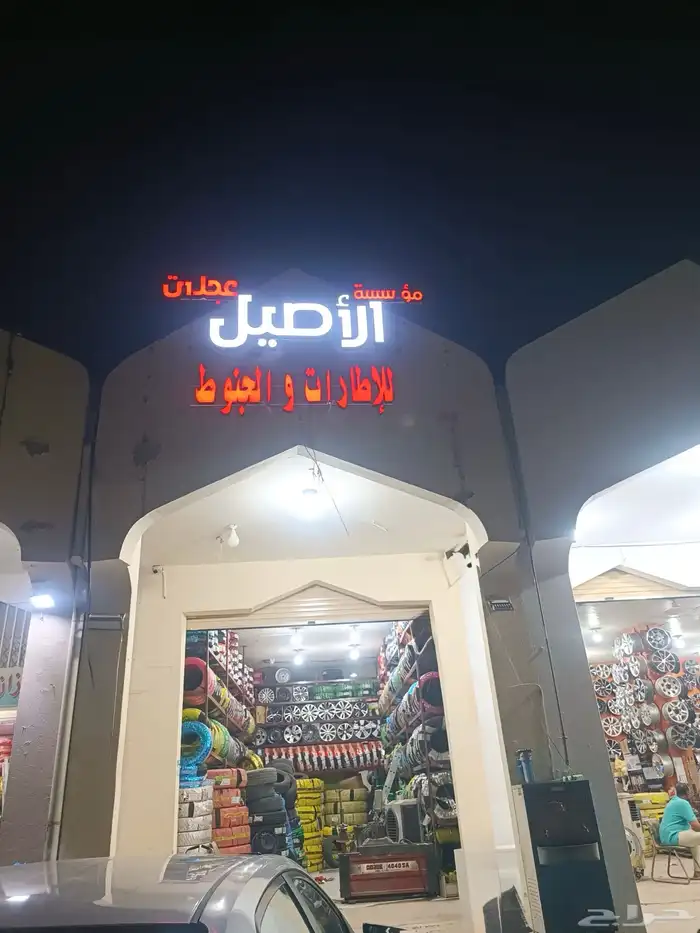 مؤسسة
الأصيل
عجلات
للإطارات و الجنوط
حراج